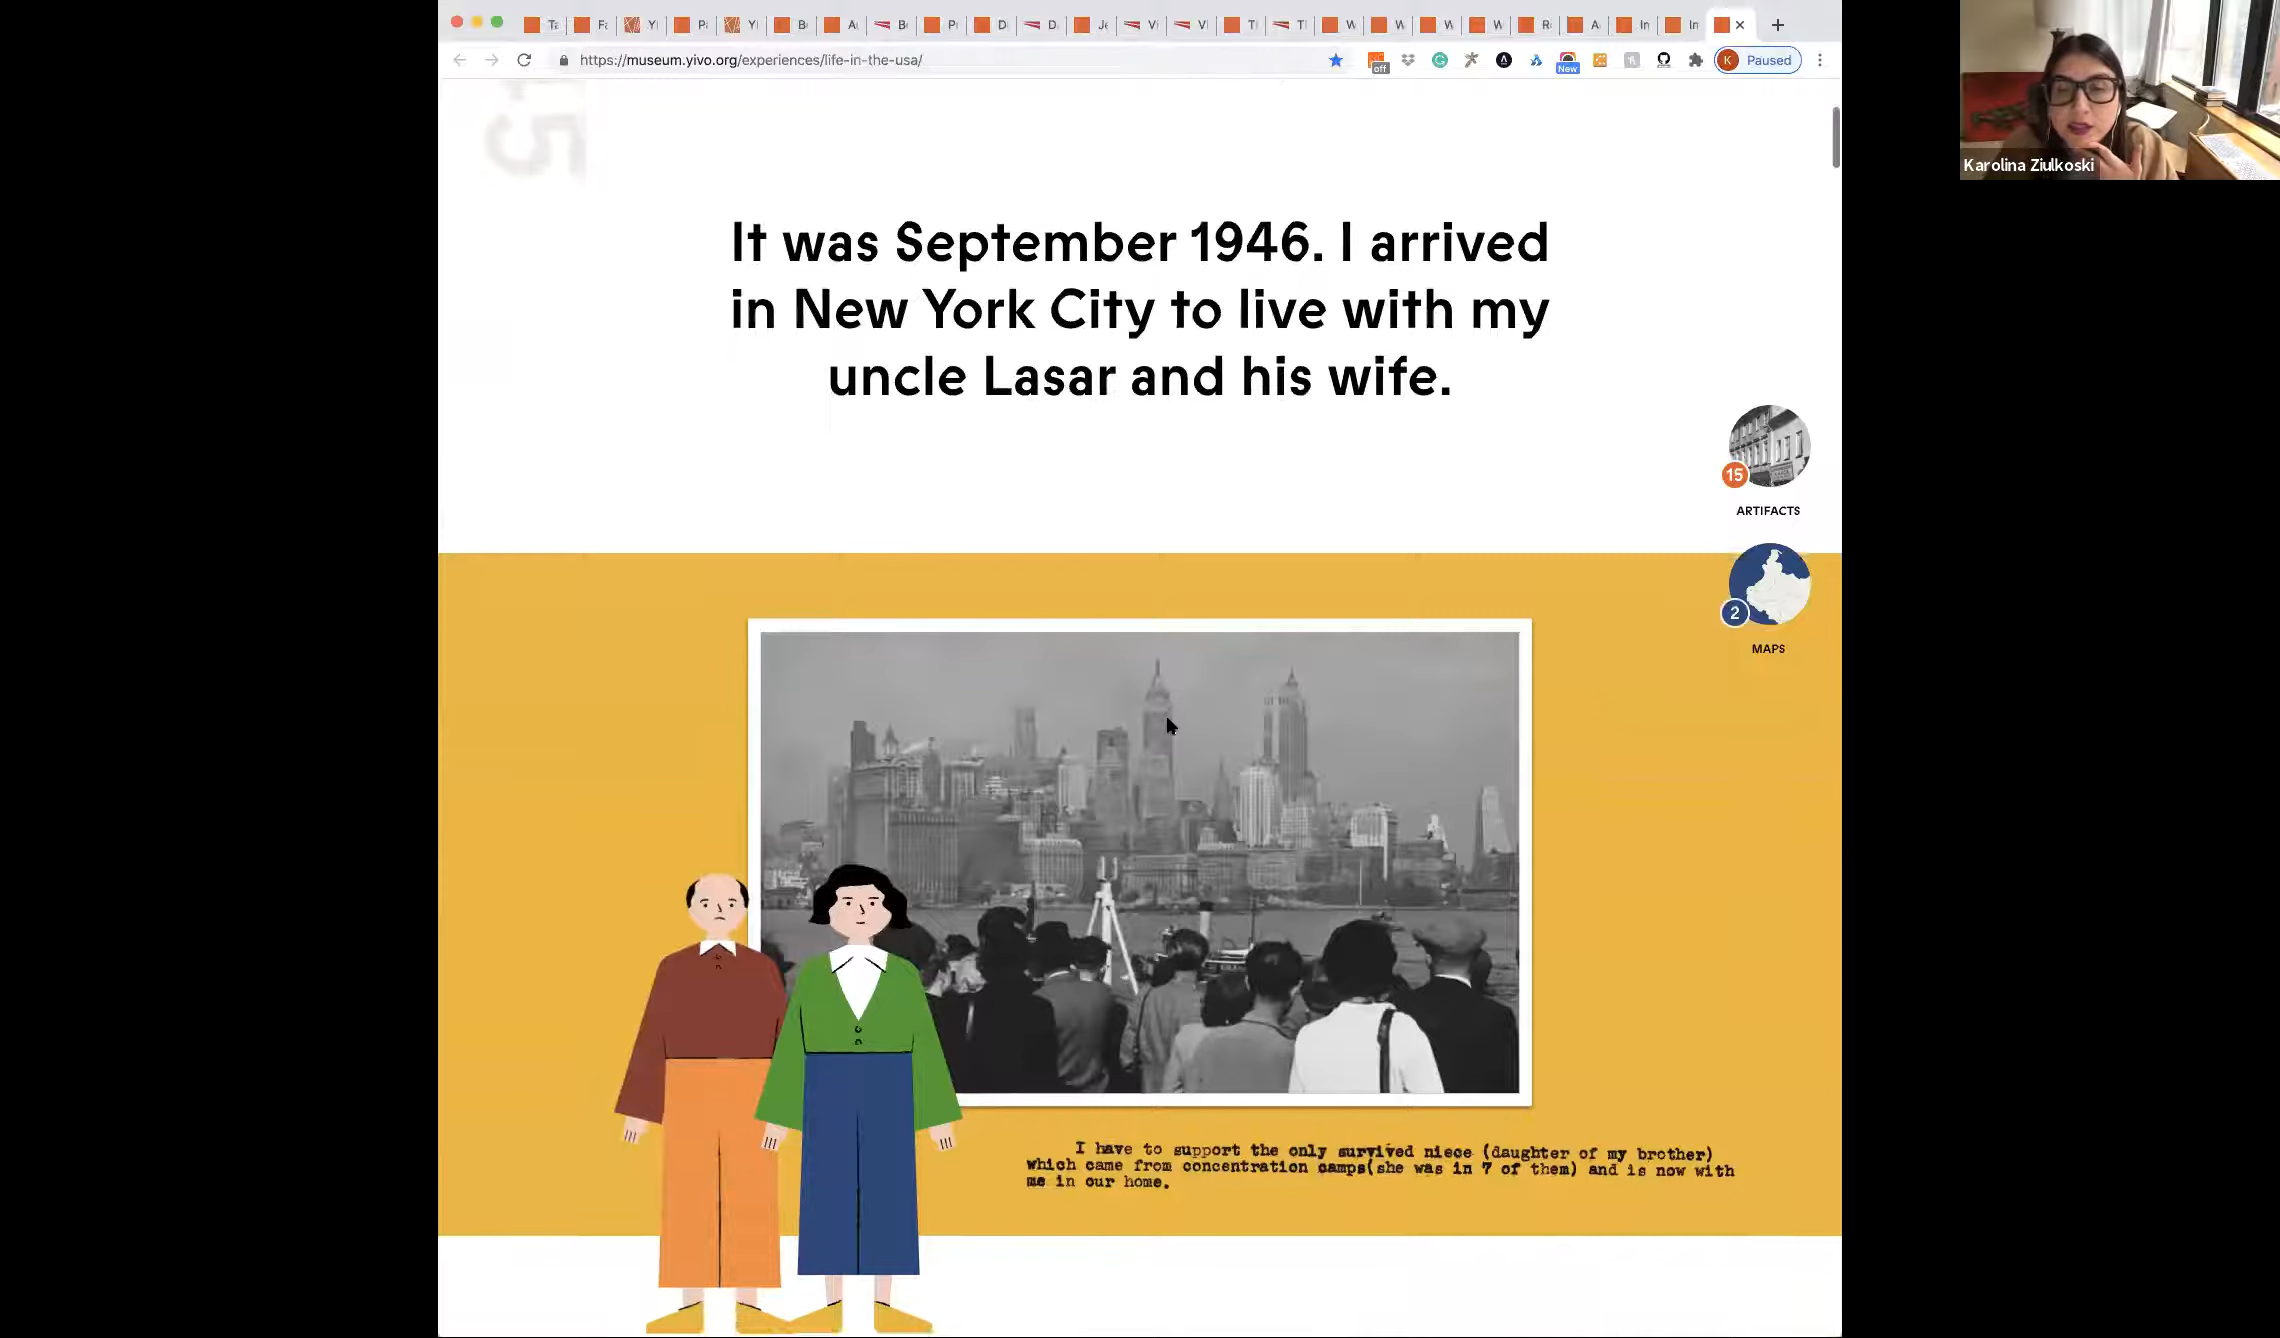 https://museum.yivo.org/experiences/life-in-the-usa/
off
New
K Paused
Karolina Ziulkoski
It was September 1946. I arrived
in New York City to live with my
uncle Lasar and his wife.
15
ARTIFACTS
2
MAPS
I have to support the only survived niece (daughter of my brother)
which came from concentration camps(she was in 7 of them) and is now with
me in our home.